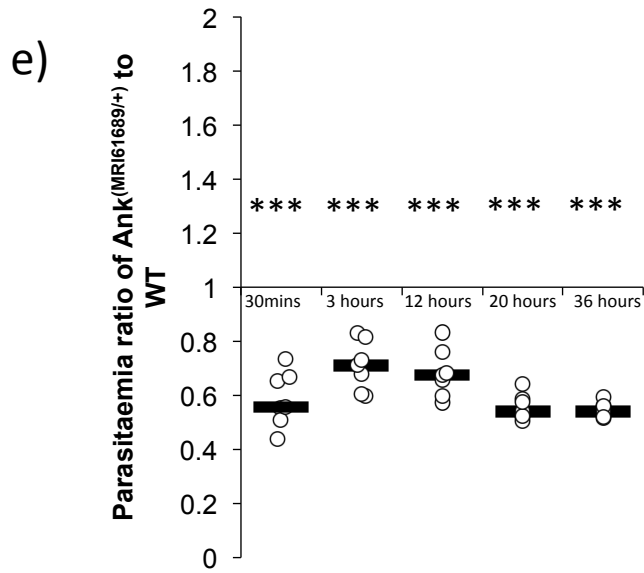 e)
Parasitaemia ratio of Ank(MRI61689/+) to
WT
2
1.8
1.6
1.4
1.2
1
0.8
0.6
0.4
0.2
0
*** *** *** *** ***
30mins 3 hours 12 hours 20 hours 36 hours